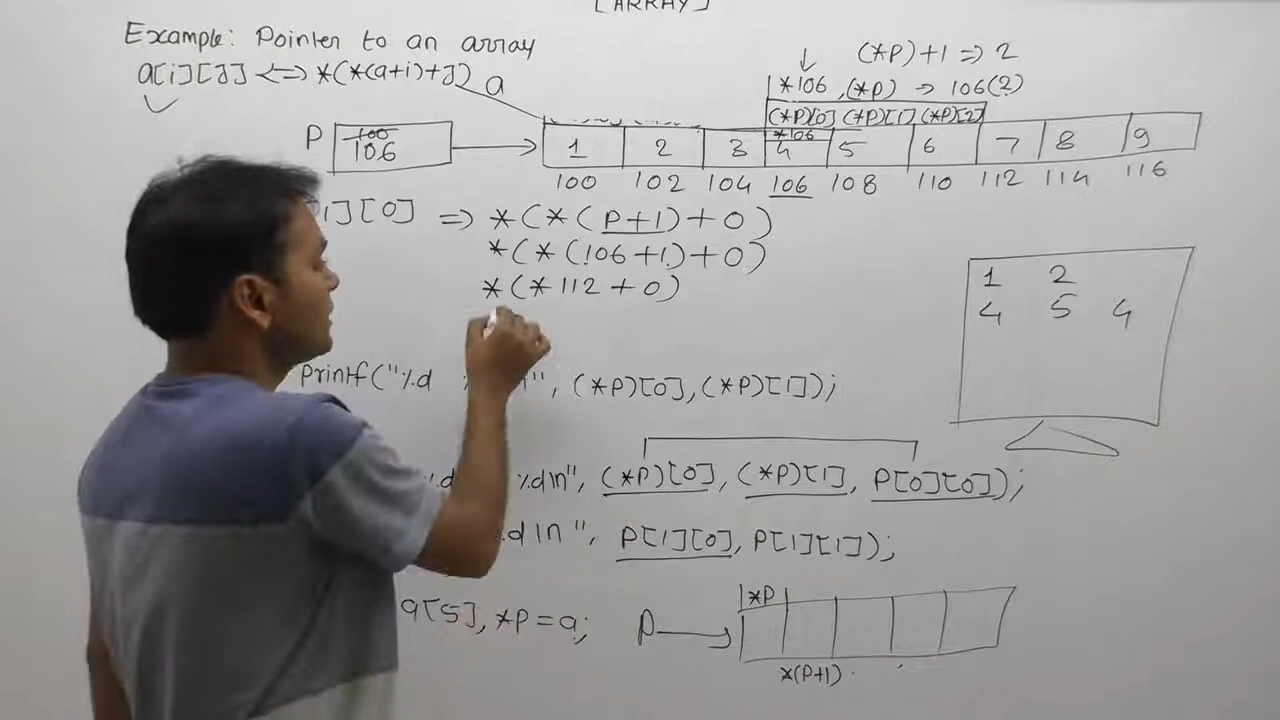 [ARRAY]
Example: Pointer to an array
(*P)+1 => 2
a[i][J] <=> *(*(a+i)+J) a
*106 ,(*P) -> 106(2)
(*P)[0] (*P)[1] (*P)[2]
P 100 106
*106
1 2 3 4 5 6 7 8 9
100 102 104 106 108 110 112 114 116
1][0] => *(*(P+1)+0)
*(*(106+1)+0)
*(*112+0)
1 2
4 5 4
Printf("%d \n", (*P)[0],(*P)[1]);
%d\n", (*P)[0], (*P)[1], P[0][0]);
d\n", P[1][0], P[1][1]);
*P
a[5], *P=a; P
*(P+1)